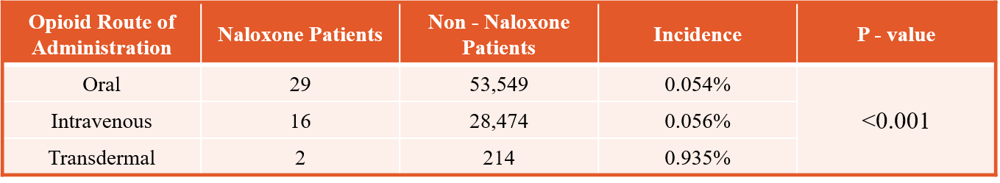 Opioid Route of Administration | Naloxone Patients | Non - Naloxone Patients | Incidence | P - value
Oral | 29 | 53,549 | 0.054% | <0.001
Intravenous | 16 | 28,474 | 0.056%
Transdermal | 2 | 214 | 0.935%